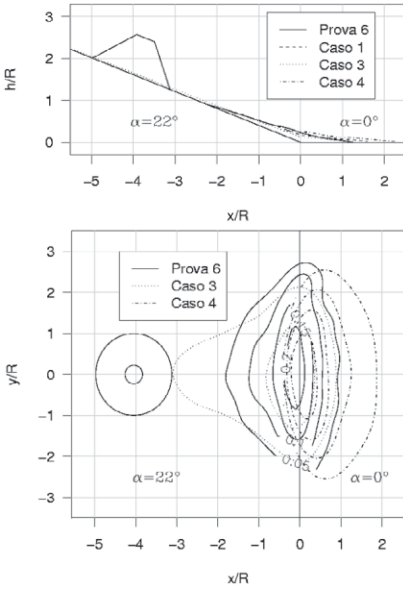 h/R
3
2
1
0
Prova 6
Caso 1
Caso 3
Caso 4
α=22°
α=0°
−5 −4 −3 −2 −1 0 1 2
x/R
y/R
3
2
1
0
−1
−2
−3
Prova 6
Caso 3
Caso 4
0.05
α=22°
α=0°
−5 −4 −3 −2 −1 0 1 2
x/R